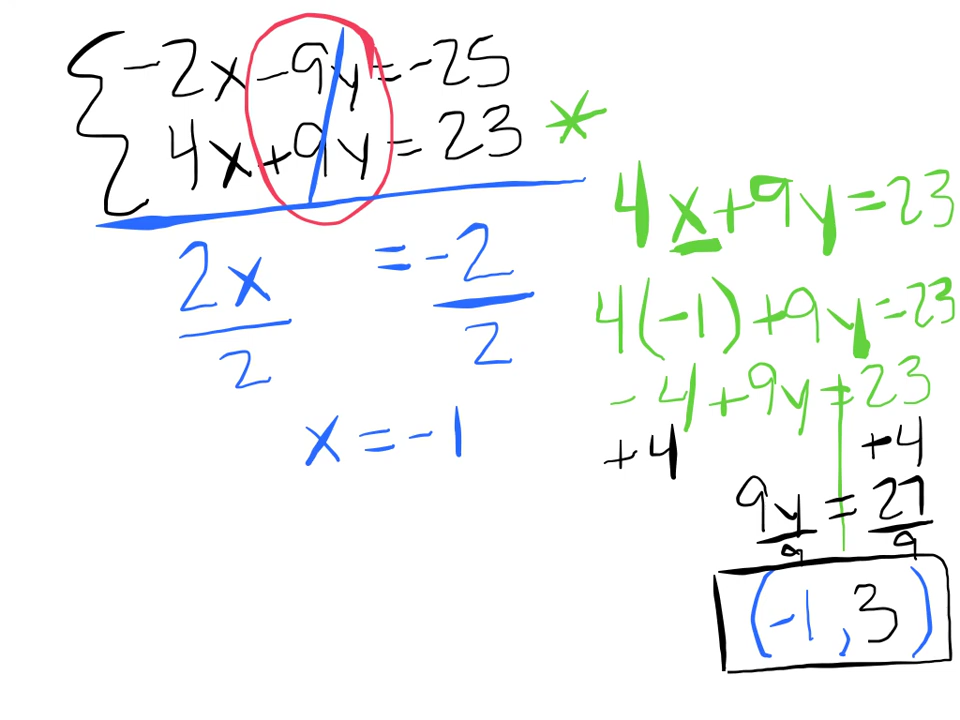 -2x-9y=-25
4x+9y=23 *
2x =-2
2 2
x=-1
4x+9y=23
4(-1)+9y=23
-4+9y=23
+4 +4
9y=27
9 9
(-1,3)